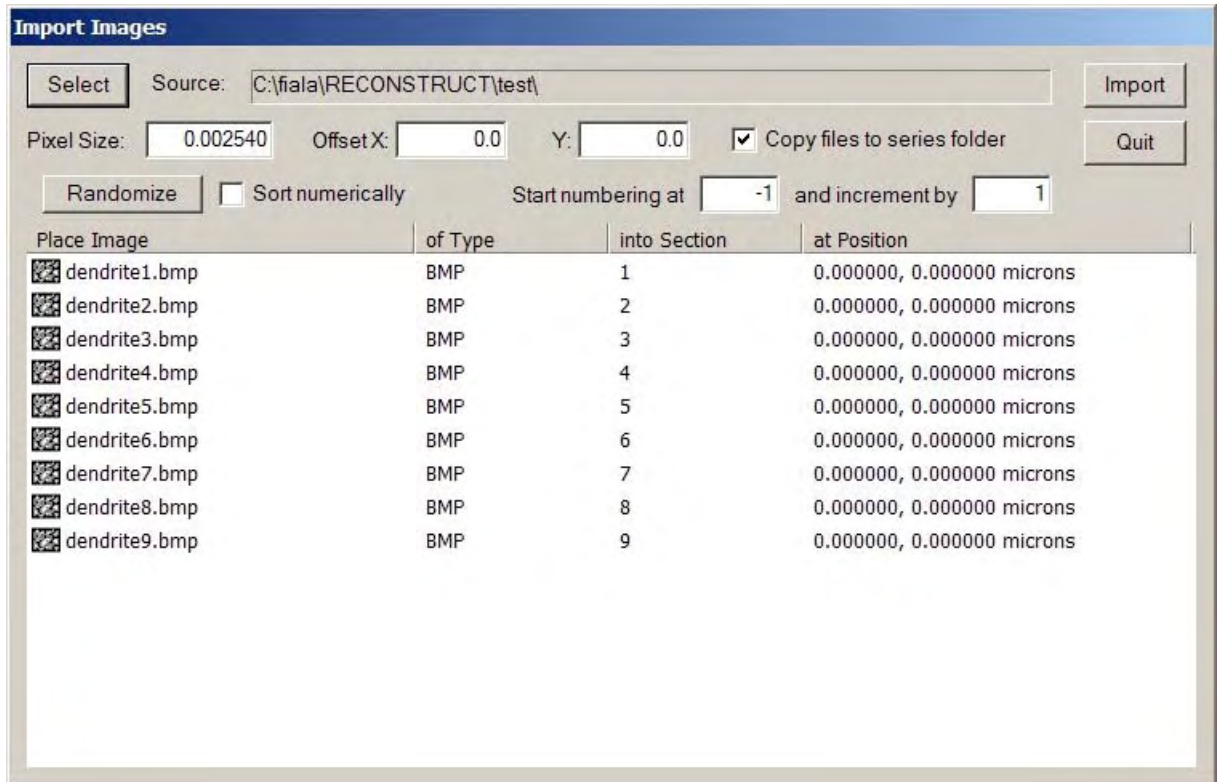 Import Images
Select Source: C:\fiala\RECONSTRUCT\test\ Import
Pixel Size: 0.002540 Offset X: 0.0 Y: 0.0 Copy files to series folder Quit
Randomize Sort numerically Start numbering at -1 and increment by 1
Place Image of Type into Section at Position
dendrite1.bmp BMP 1 0.000000, 0.000000 microns
dendrite2.bmp BMP 2 0.000000, 0.000000 microns
dendrite3.bmp BMP 3 0.000000, 0.000000 microns
dendrite4.bmp BMP 4 0.000000, 0.000000 microns
dendrite5.bmp BMP 5 0.000000, 0.000000 microns
dendrite6.bmp BMP 6 0.000000, 0.000000 microns
dendrite7.bmp BMP 7 0.000000, 0.000000 microns
dendrite8.bmp BMP 8 0.000000, 0.000000 microns
dendrite9.bmp BMP 9 0.000000, 0.000000 microns